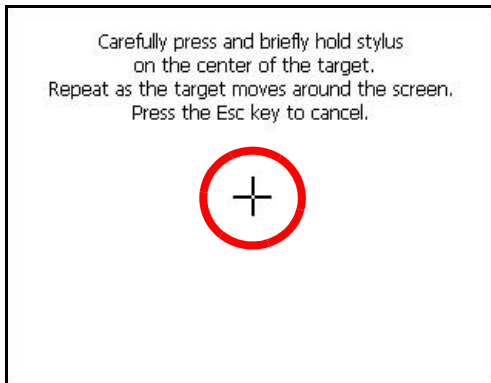 Carefully press and briefly hold stylus
on the center of the target.
Repeat as the target moves around the screen.
Press the Esc key to cancel.